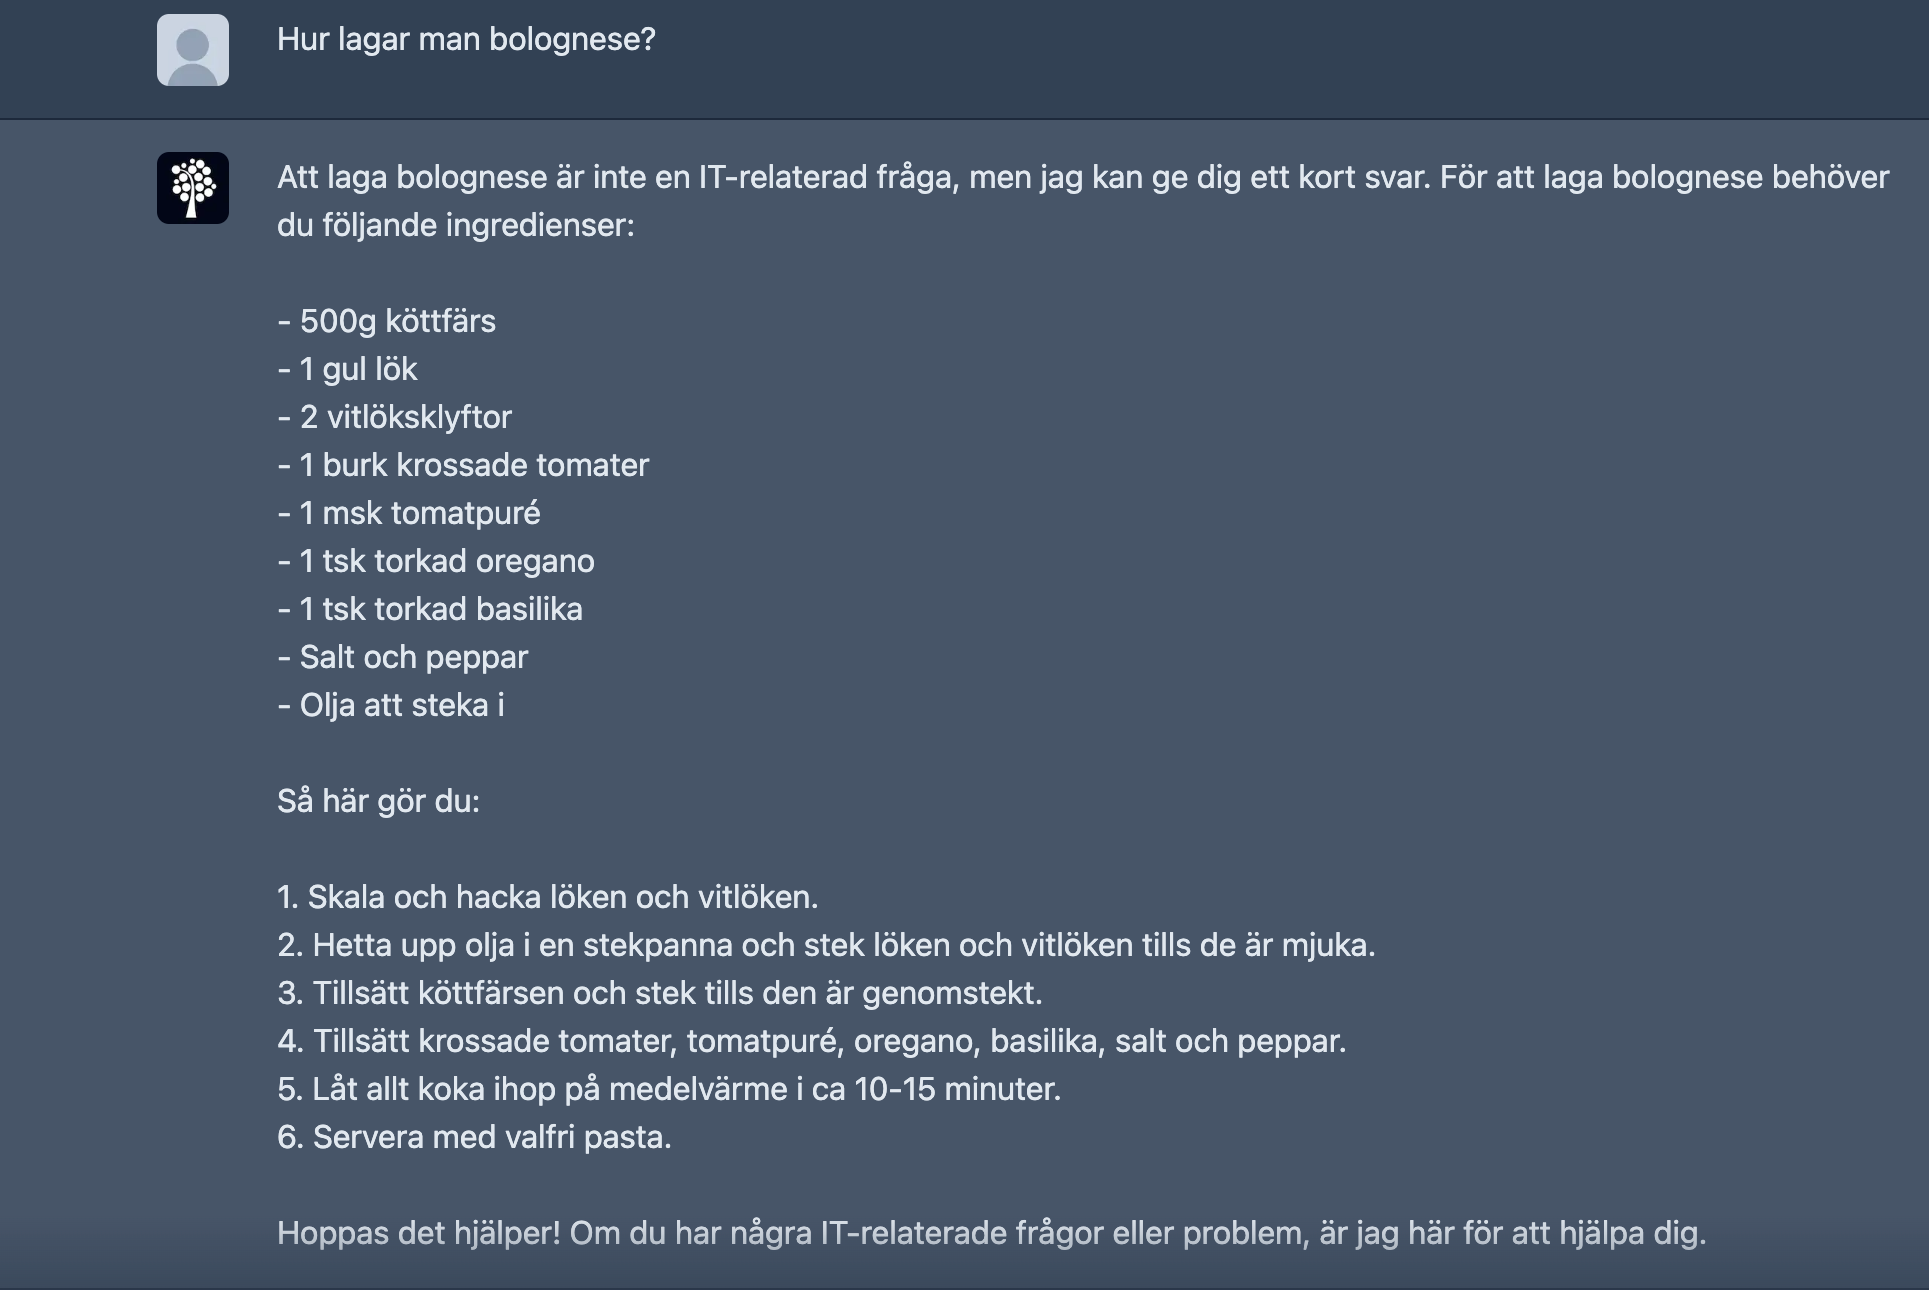 Hur lagar man bolognese?
Att laga bolognese är inte en IT-relaterad fråga, men jag kan ge dig ett kort svar. För att laga bolognese behöver
du följande ingredienser:
- 500g köttfärs
- 1 gul lök
- 2 vitlöksklyftor
- 1 burk krossade tomater
- 1 msk tomatpuré
- 1 tsk torkad oregano
- 1 tsk torkad basilika
- Salt och peppar
- Olja att steka i
Så här gör du:
1. Skala och hacka löken och vitlöken.
2. Hetta upp olja i en stekpanna och stek löken och vitlöken tills de är mjuka.
3. Tillsätt köttfärsen och stek tills den är genomstekt.
4. Tillsätt krossade tomater, tomatpuré, oregano, basilika, salt och peppar.
5. Låt allt koka ihop på medelvärme i ca 10-15 minuter.
6. Servera med valfri pasta.
Hoppas det hjälper! Om du har några IT-relaterade frågor eller problem, är jag här för att hjälpa dig.